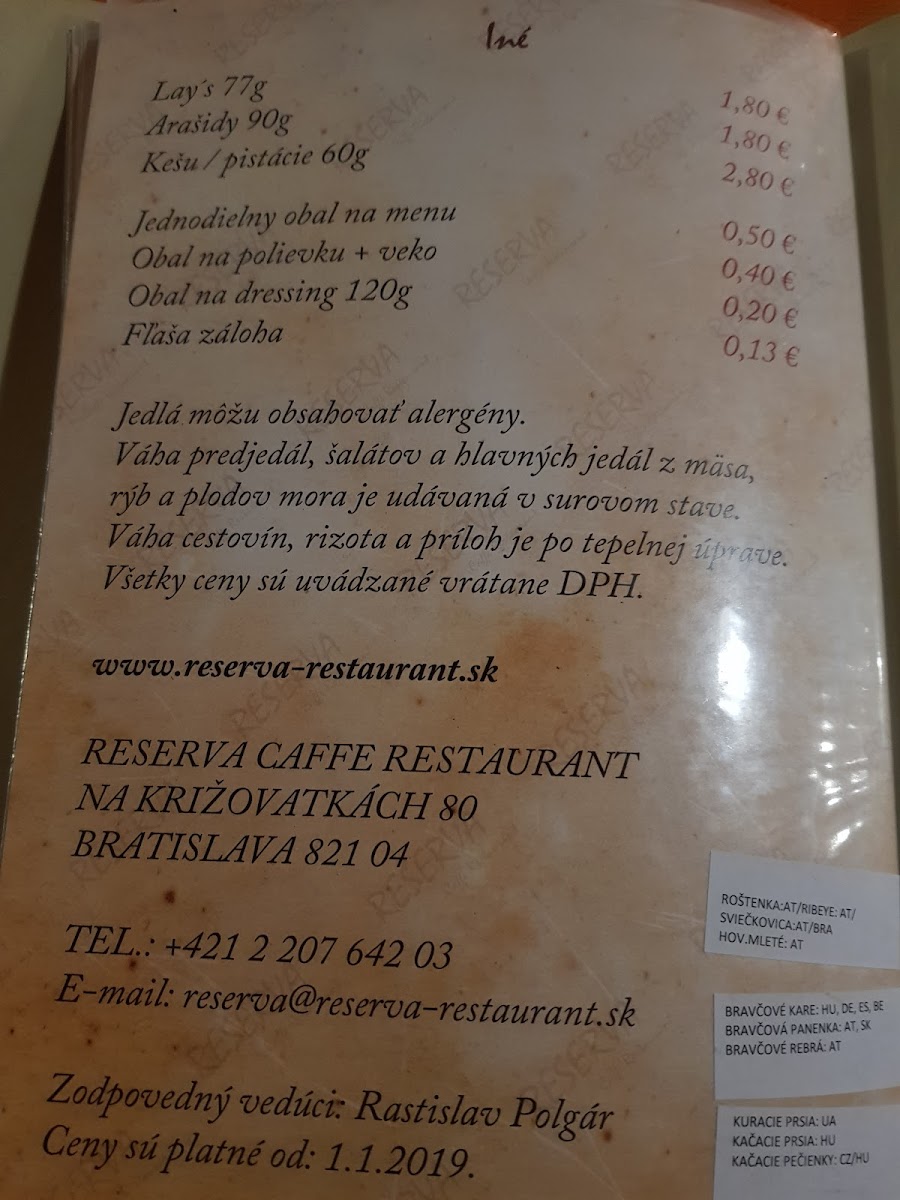 Iné
Lay´s 77g 1,80 €
Arašidy 90g 1,80 €
Kešu / pistácie 60g 2,80 €
Jednodielny obal na menu 0,50 €
Obal na polievku + veko 0,40 €
Obal na dressing 120g 0,20 €
Fľaša záloha 0,13 €
Jedlá môžu obsahovať alergény.
Váha predjedál, šalátov a hlavných jedál z mäsa,
rýb a plodov mora je udávaná v surovom stave.
Váha cestovín, rizota a príloh je po tepelnej úprave.
Všetky ceny sú uvádzané vrátane DPH.
www.reserva-restaurant.sk
RESERVA CAFFE RESTAURANT
NA KRIŽOVATKÁCH 80
BRATISLAVA 821 04
TEL.: +421 2 207 642 03
E-mail: reserva@reserva-restaurant.sk
Zodpovedný vedúci: Rastislav Polgár
Ceny sú platné od: 1.1.2019.
ROŠTENKA:AT/RIBEYE: AT/
SVIEČKOVICA:AT/BRA
HOV.MLETÉ: AT
BRAVČOVÉ KARE: HU, DE, ES, BE
BRAVČOVÁ PANENKA: AT, SK
BRAVČOVÉ REBRÁ: AT
KURACIE PRSIA: UA
KAČACIE PRSIA: HU
KAČACIE PEČIENKY: CZ/HU